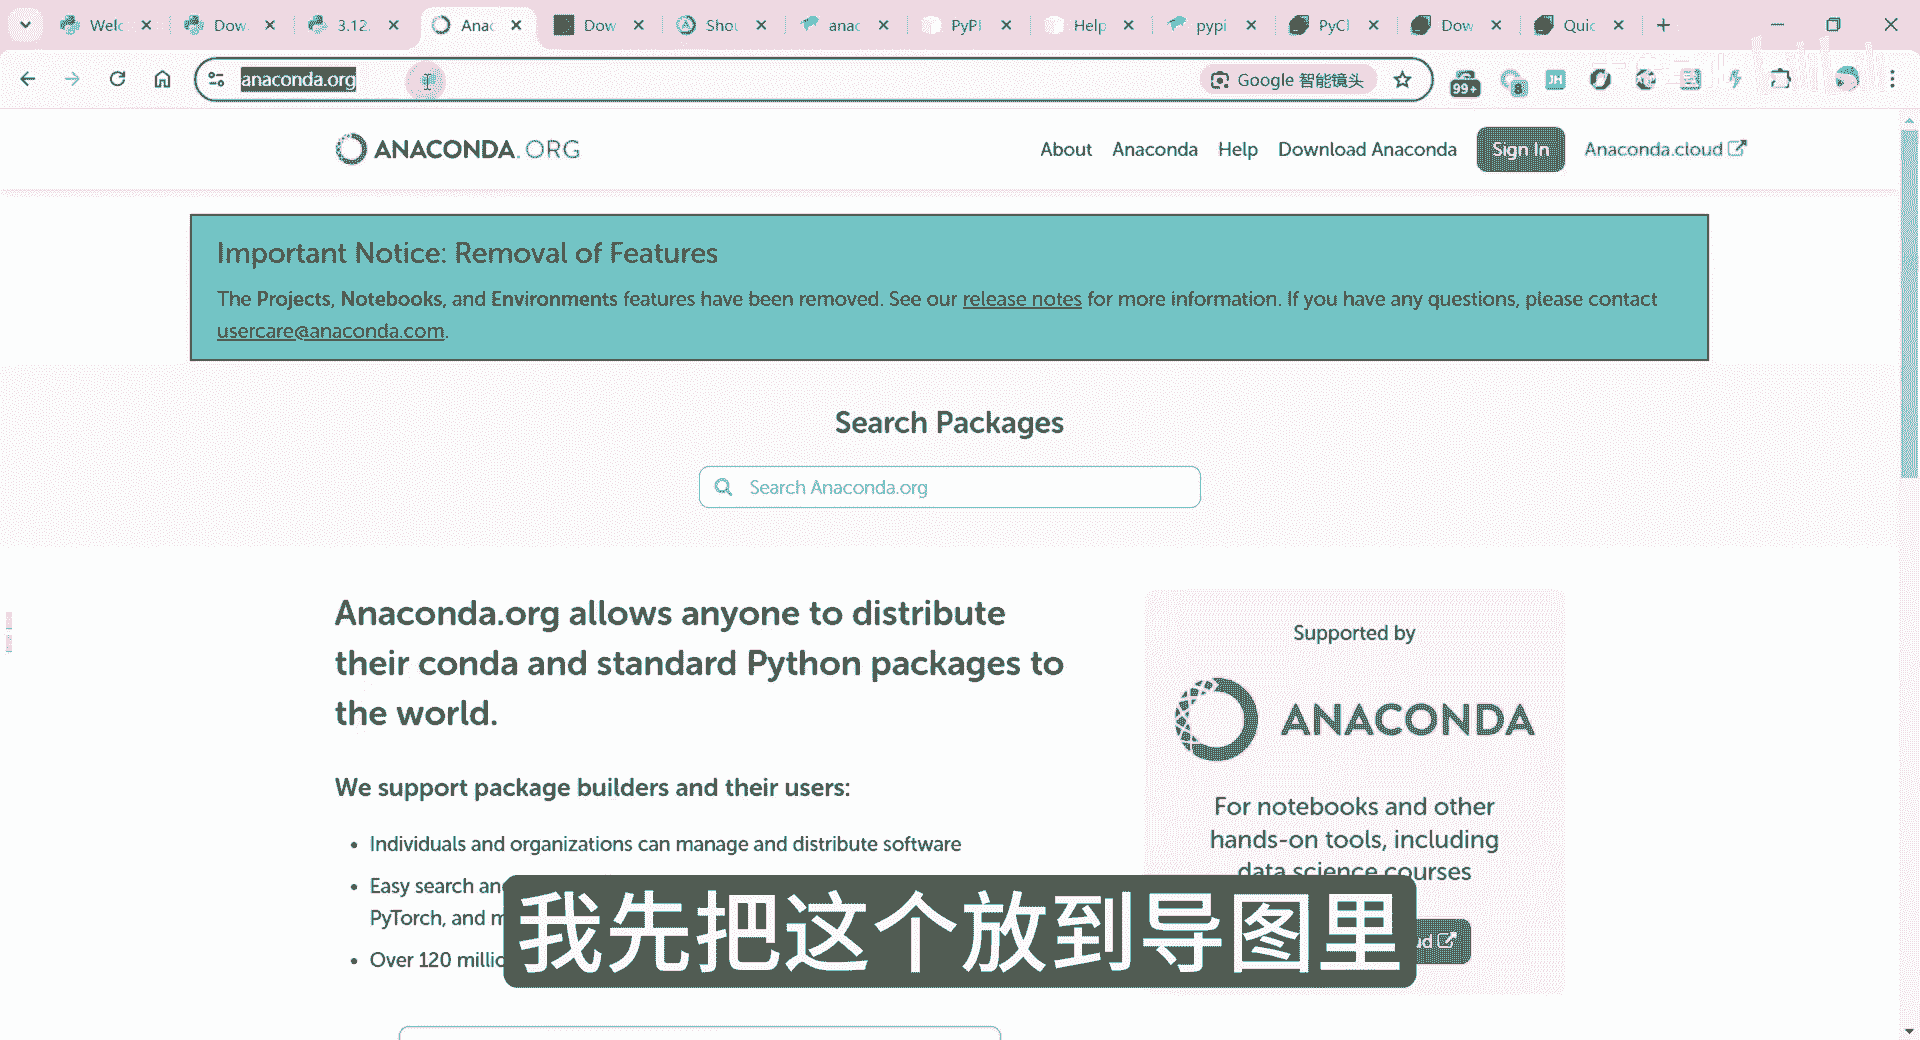 Welc
Dow
3.12.
Anac
Dow
Shou
anac
PyPI
Help
pypi
PyCl
Dow
Quic
anaconda.org
Google 智能镜头
99+
8
JH
ANACONDA.ORG
About
Anaconda
Help
Download Anaconda
Sign In
Anaconda.cloud
Important Notice: Removal of Features
The Projects, Notebooks, and Environments features have been removed. See our release notes for more information. If you have any questions, please contact
usercare@anaconda.com.
Search Packages
Search Anaconda.org
Anaconda.org allows anyone to distribute
their conda and standard Python packages to
the world.
We support package builders and their users:
• Individuals and organizations can manage and distribute software
• Easy search an
PyTorch, and m
• Over 120 millio
Supported by
ANACONDA
For notebooks and other
hands-on tools, including
data science courses
ud
我先把这个放到导图里